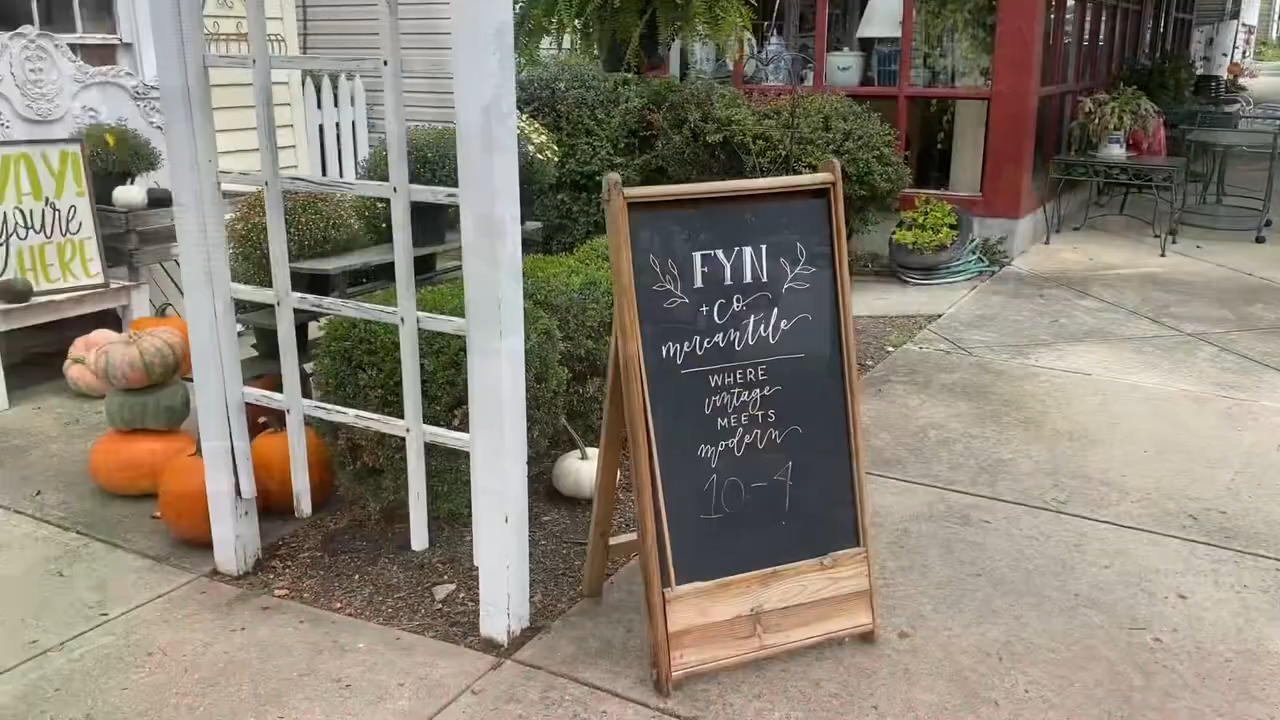 YAY!
you're
HERE
FYN
+ CO.
mercantile
WHERE
vintage
MEETS
modern
10-4